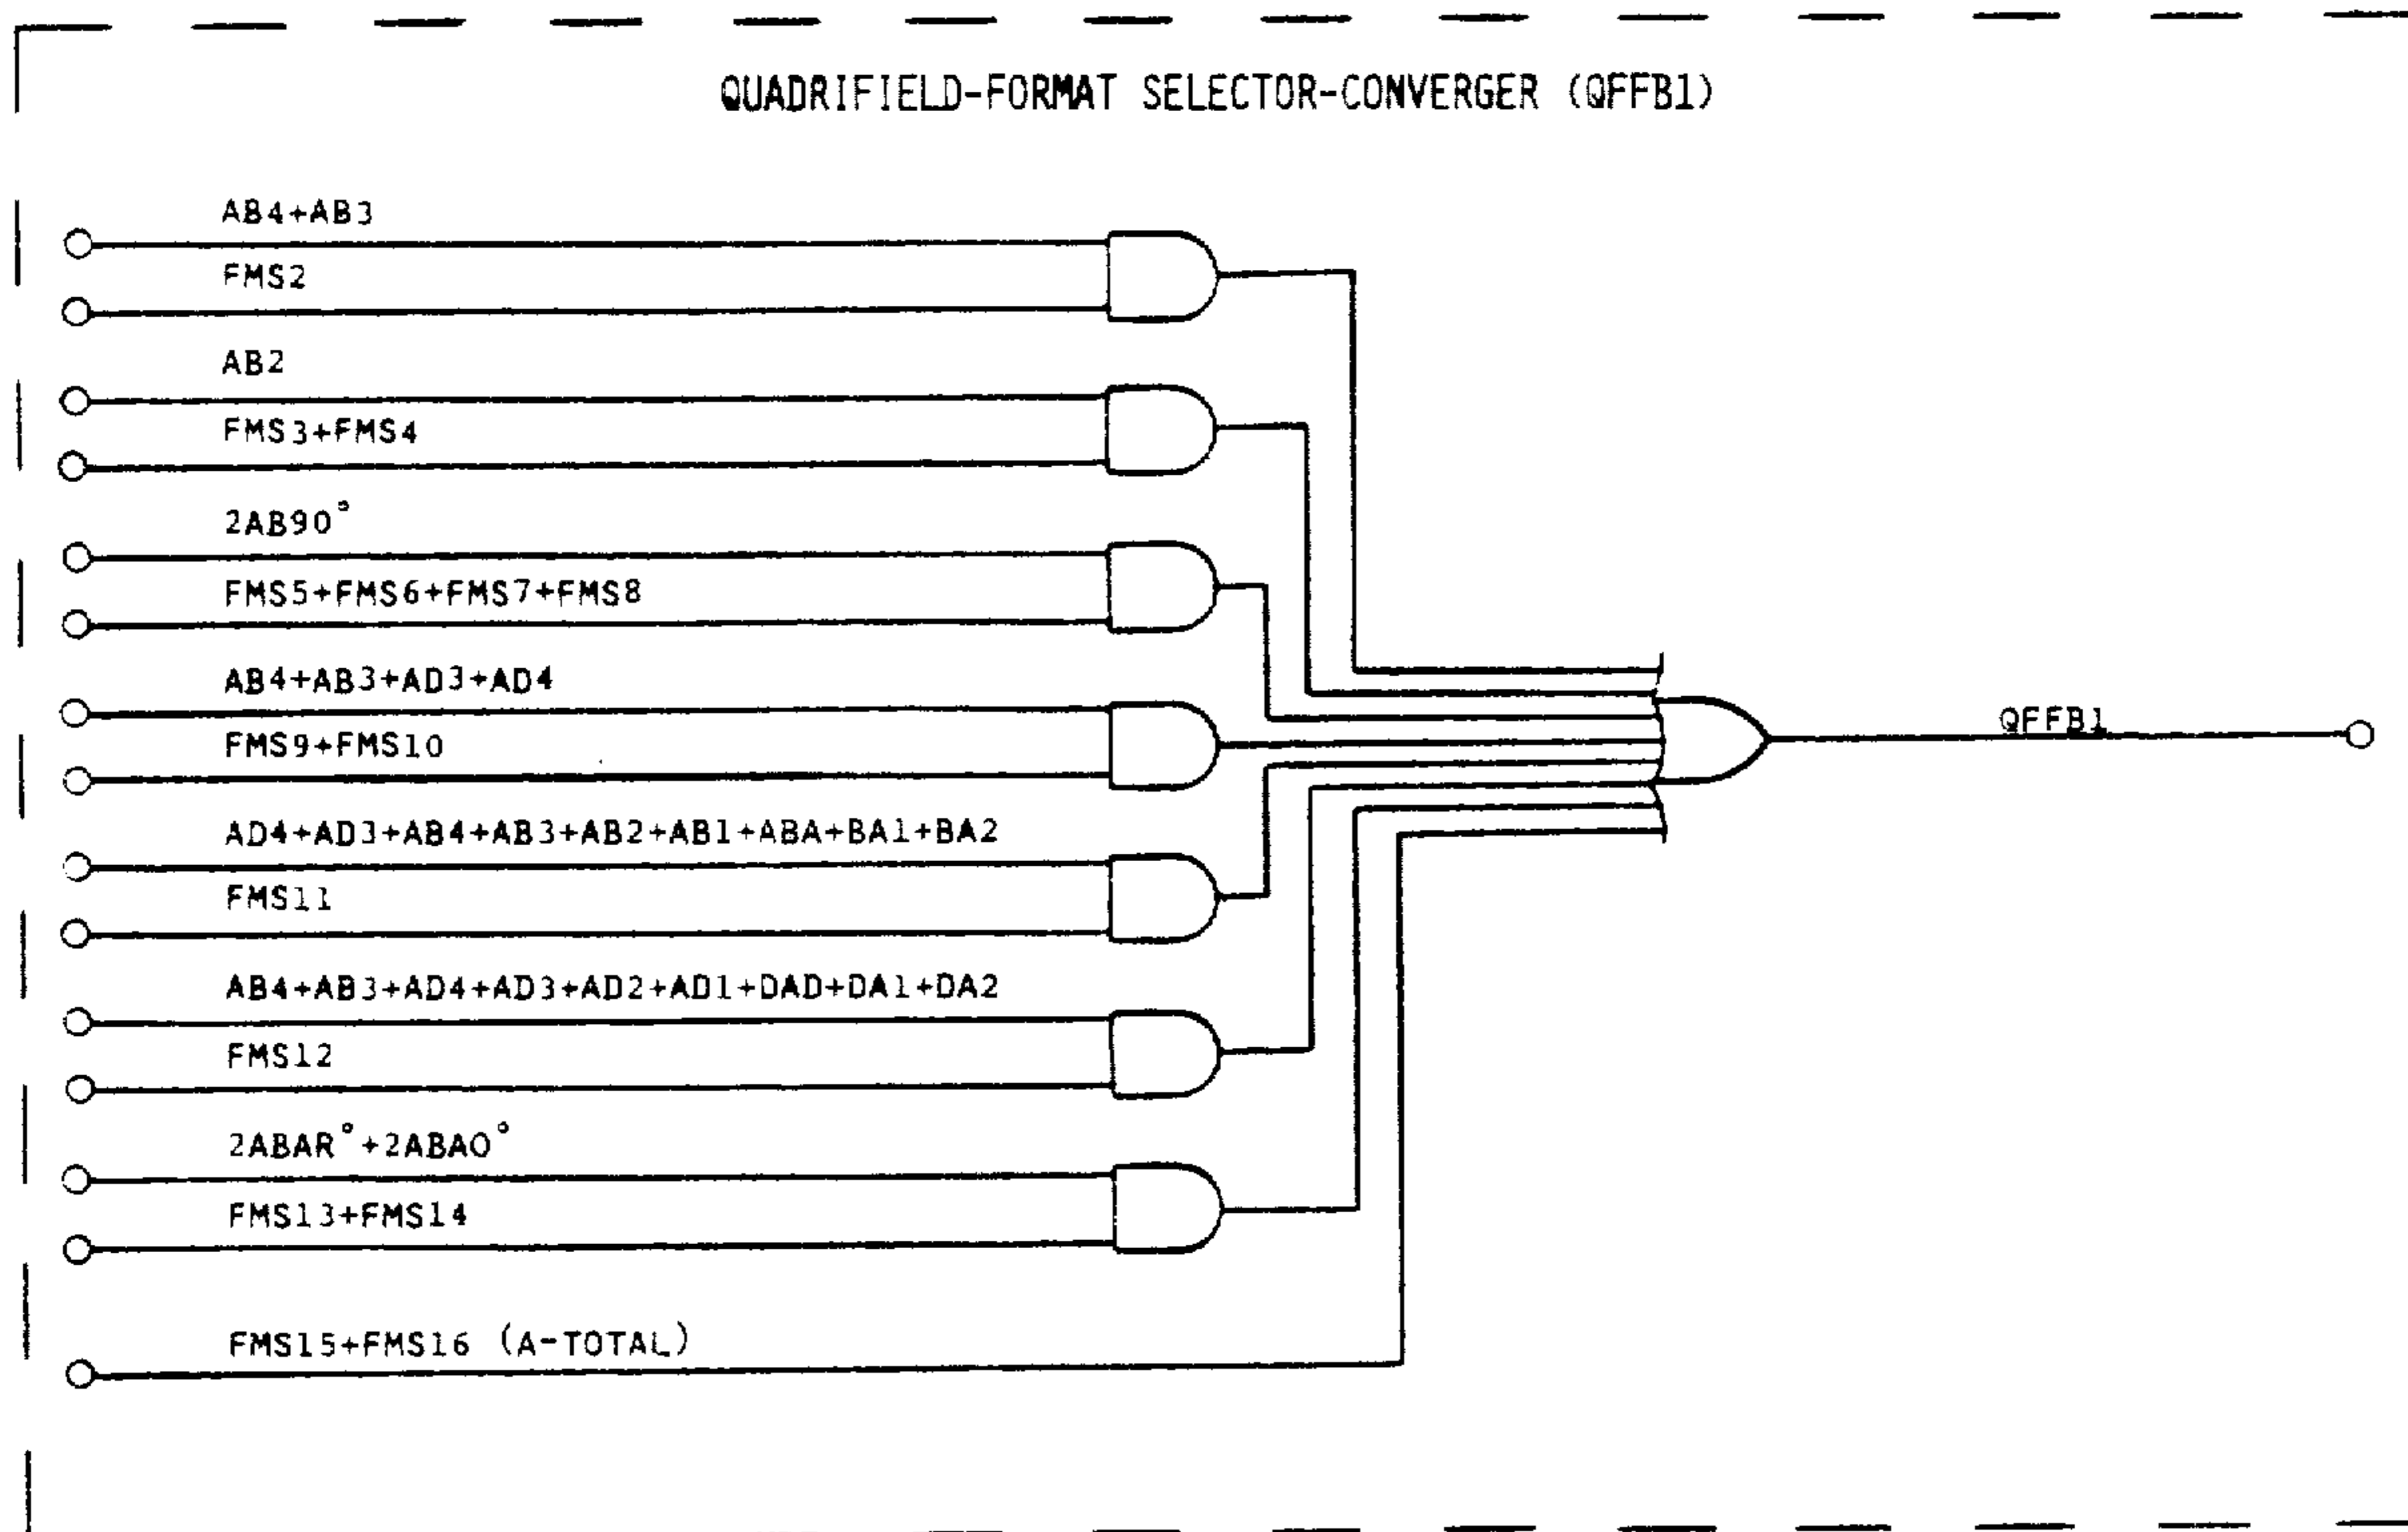 QUADRIFIELD-FORMAT SELECTOR-CONVERGER (QFFB1)
AB4+AB3
FMS2
AB2
FMS3+FMS4
2AB90°
FMS5+FMS6+FMS7+FMS8
AB4+AB3+AD3+AD4
FMS9+FMS10
QFFB1
AD4+AD3+AB4+AB3+AB2+AB1+ABA+BA1+BA2
FMS11
AB4+AB3+AD4+AD3+AD2+AD1+DAD+DA1+DA2
FMS12
2ABAR°+2ABAO°
FMS13+FMS14
FMS15+FMS16 (A-TOTAL)